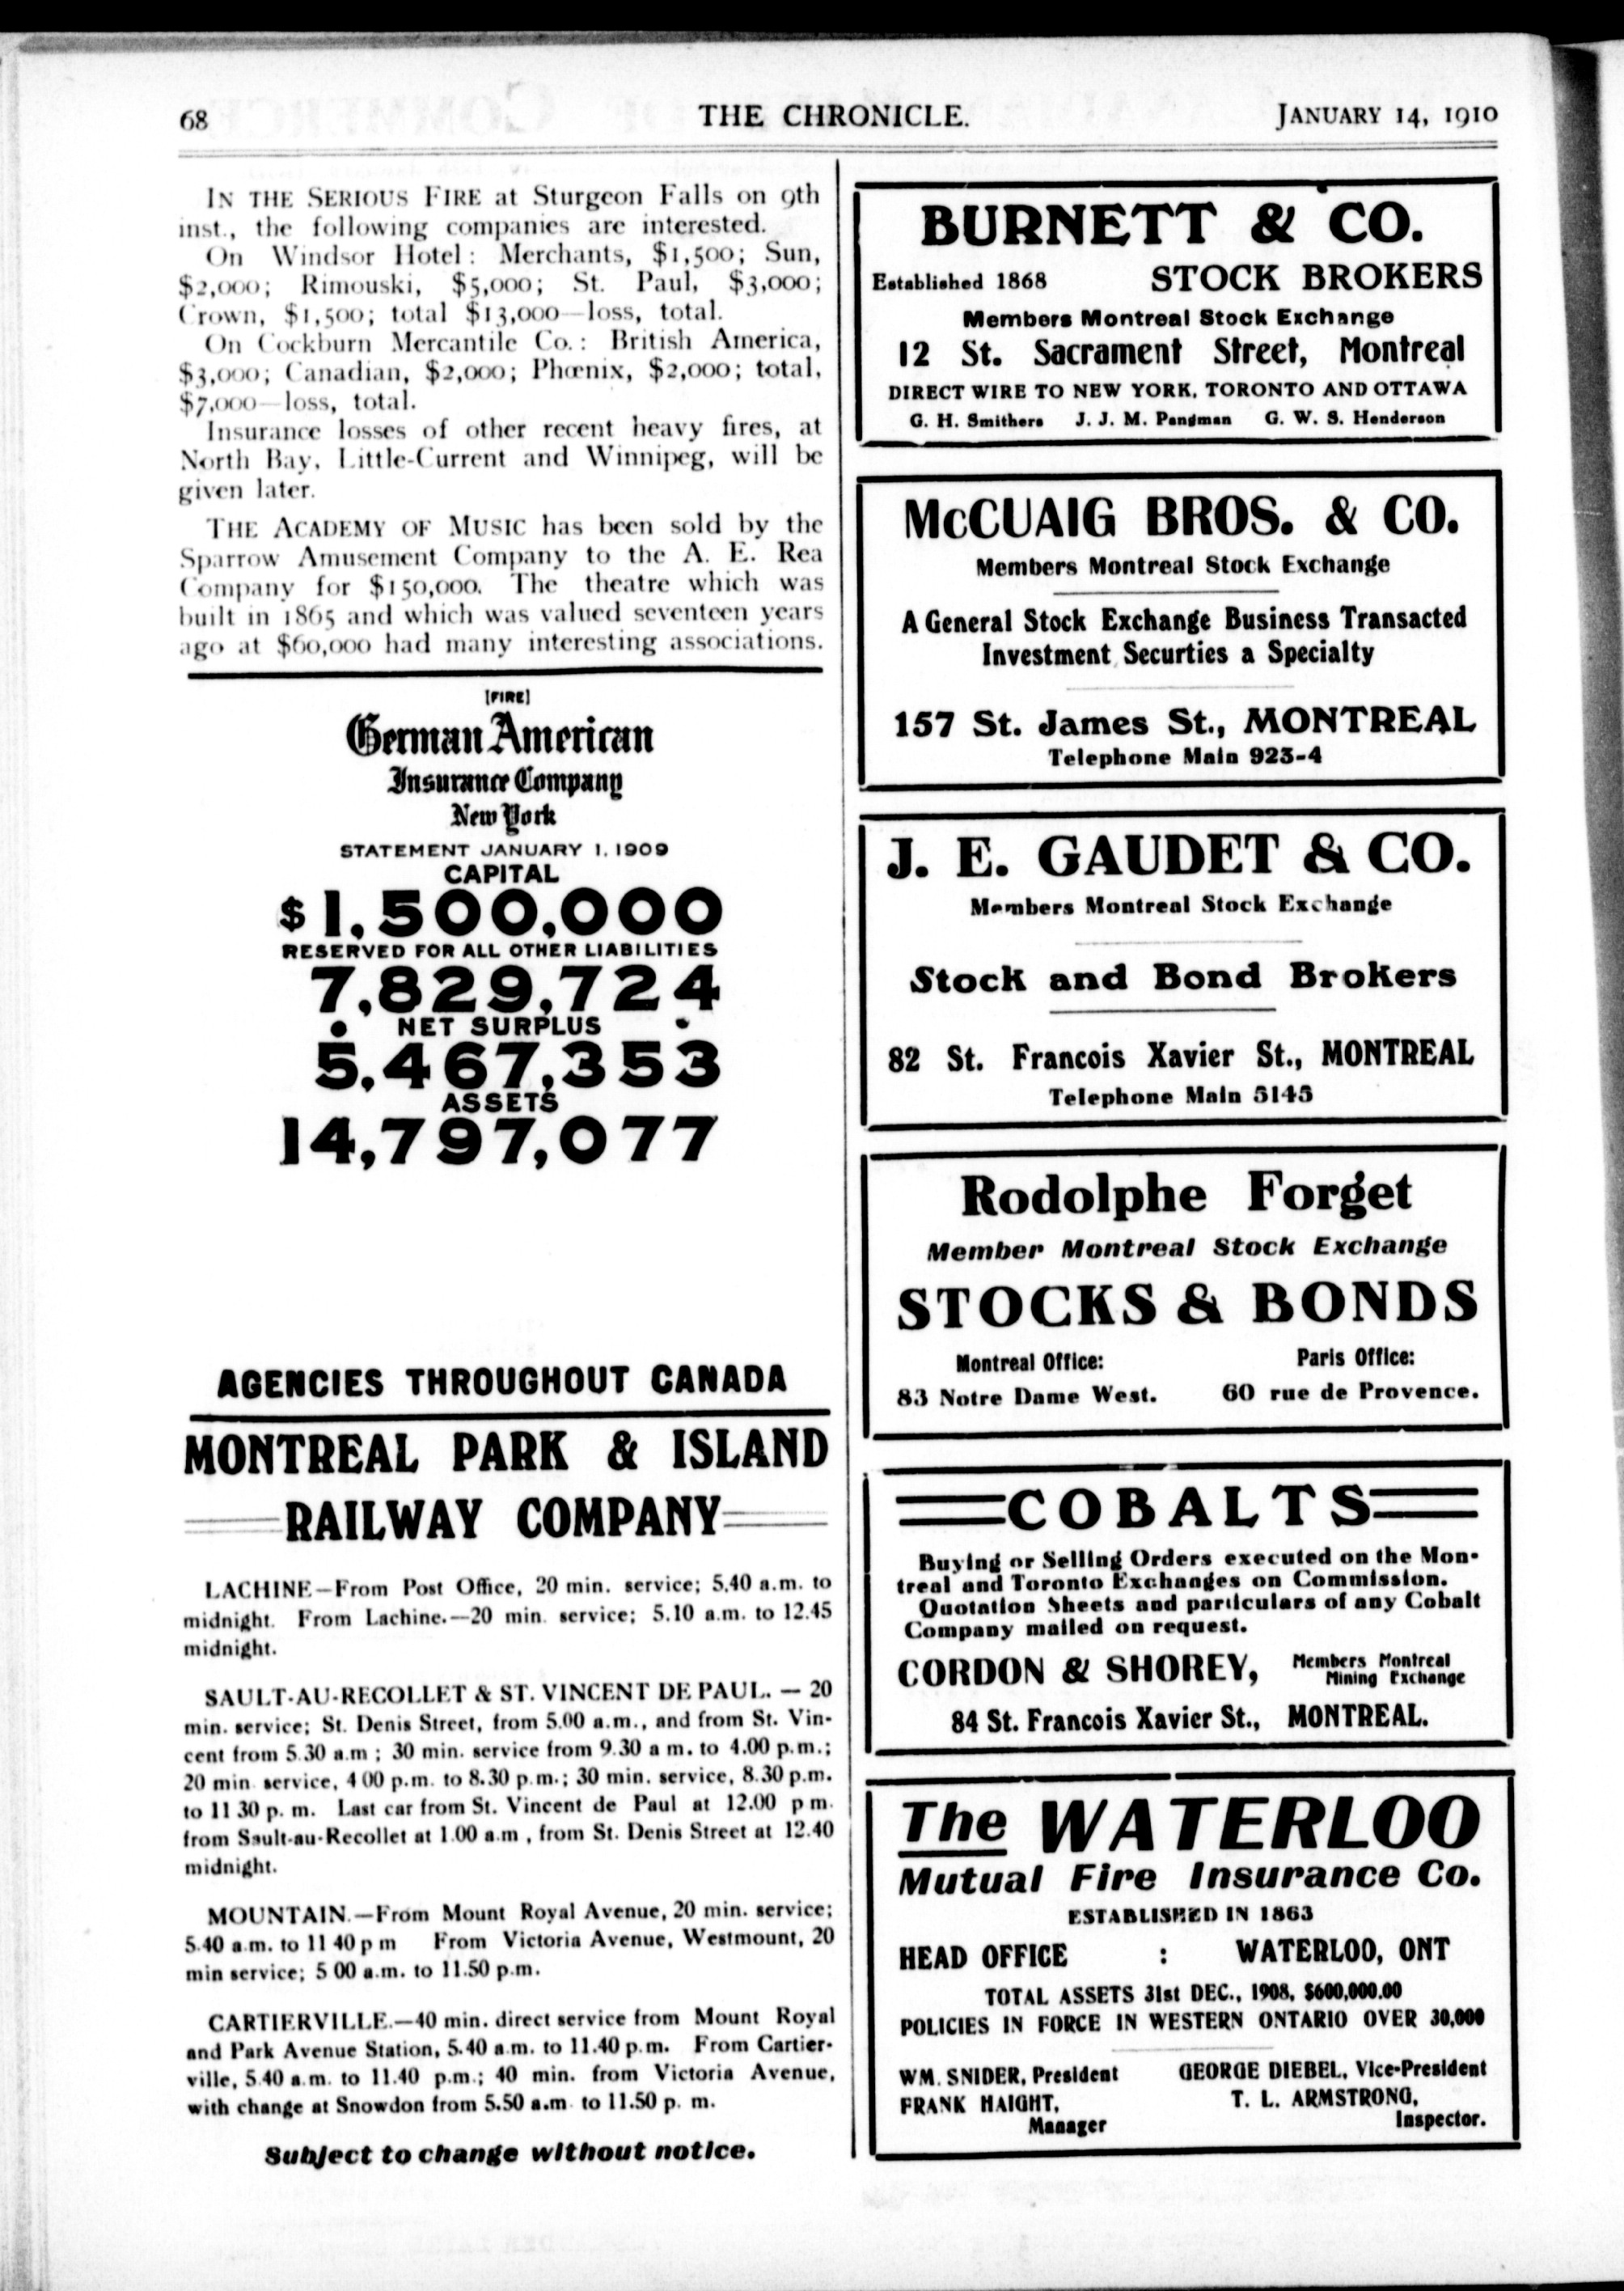 68
THE CHRONICLE.
JANUARY 14, 1910
IN THE SERIOUS FIRE at Sturgeon Falls on 9th
inst., the following companies are interested.
On Windsor Hotel: Merchants, $1,500; Sun,
$2,000; Rimouski, $5,000; St. Paul, $3,000;
Crown, $1,500; total $13,000—loss, total.
On Cockburn Mercantile Co.: British America,
$3,000; Canadian, $2,000; Phœnix, $2,000; total,
$7,000—loss, total.
Insurance losses of other recent heavy fires, at
North Bay, Little-Current and Winnipeg, will be
given later.
THE ACADEMY OF MUSIC has been sold by the
Sparrow Amusement Company to the A. E. Rea
Company for $150,000. The theatre which was
built in 1865 and which was valued seventeen years
ago at $60,000 had many interesting associations.
[FIRE]
German American
Insurance Company
New York
STATEMENT JANUARY 1, 1909
CAPITAL
$1,500,000
RESERVED FOR ALL OTHER LIABILITIES
7,829,724
NET SURPLUS
5,467,353
ASSETS
14,797,077
AGENCIES THROUGHOUT CANADA
MONTREAL PARK & ISLAND
RAILWAY COMPANY
LACHINE—From Post Office, 20 min. service; 5.40 a.m. to
midnight. From Lachine.—20 min. service; 5.10 a.m. to 12.45
midnight.
SAULT-AU-RECOLLET & ST. VINCENT DE PAUL. — 20
min. service; St. Denis Street, from 5.00 a.m., and from St. Vin-
cent from 5.30 a.m ; 30 min. service from 9.30 a m. to 4.00 p.m.;
20 min service, 4 00 p.m. to 8.30 p.m.; 30 min. service, 8.30 p.m.
to 11 30 p. m. Last car from St. Vincent de Paul at 12.00 p m.
from Sault-au-Recollet at 1.00 a.m , from St. Denis Street at 12.40
midnight.
MOUNTAIN.—From Mount Royal Avenue, 20 min. service;
5.40 a.m. to 11 40 p m From Victoria Avenue, Westmount, 20
min service; 5 00 a.m. to 11.50 p.m.
CARTIERVILLE.—40 min. direct service from Mount Royal
and Park Avenue Station, 5.40 a.m. to 11.40 p.m. From Cartier-
ville, 5.40 a.m. to 11.40 p.m.; 40 min. from Victoria Avenue,
with change at Snowdon from 5.50 a.m to 11.50 p. m.
Subject to change without notice.
BURNETT & CO.
Established 1868 STOCK BROKERS
Members Montreal Stock Exchange
12 St. Sacrament Street, Montreal
DIRECT WIRE TO NEW YORK, TORONTO AND OTTAWA
G. H. Smithers J. J. M. Pangman G. W. S. Henderson
McCUAIG BROS. & CO.
Members Montreal Stock Exchange
A General Stock Exchange Business Transacted
Investment Securties a Specialty
157 St. James St., MONTREAL
Telephone Main 923-4
J. E. GAUDET & CO.
Members Montreal Stock Exchange
Stock and Bond Brokers
82 St. Francois Xavier St., MONTREAL
Telephone Main 5145
Rodolphe Forget
Member Montreal Stock Exchange
STOCKS & BONDS
Montreal Office: Paris Office:
83 Notre Dame West. 60 rue de Provence.
COBALTS
Buying or Selling Orders executed on the Mon-
treal and Toronto Exchanges on Commission.
Quotation Sheets and particulars of any Cobalt
Company mailed on request.
CORDON & SHOREY, Members Montreal
Mining Exchange
84 St. Francois Xavier St., MONTREAL.
The WATERLOO
Mutual Fire Insurance Co.
ESTABLISHED IN 1863
HEAD OFFICE : WATERLOO, ONT
TOTAL ASSETS 31st DEC., 1908, $600,000.00
POLICIES IN FORCE IN WESTERN ONTARIO OVER 30,000
WM. SNIDER, President GEORGE DIEBEL, Vice-President
FRANK HAIGHT, T. L. ARMSTRONG,
Manager Inspector.